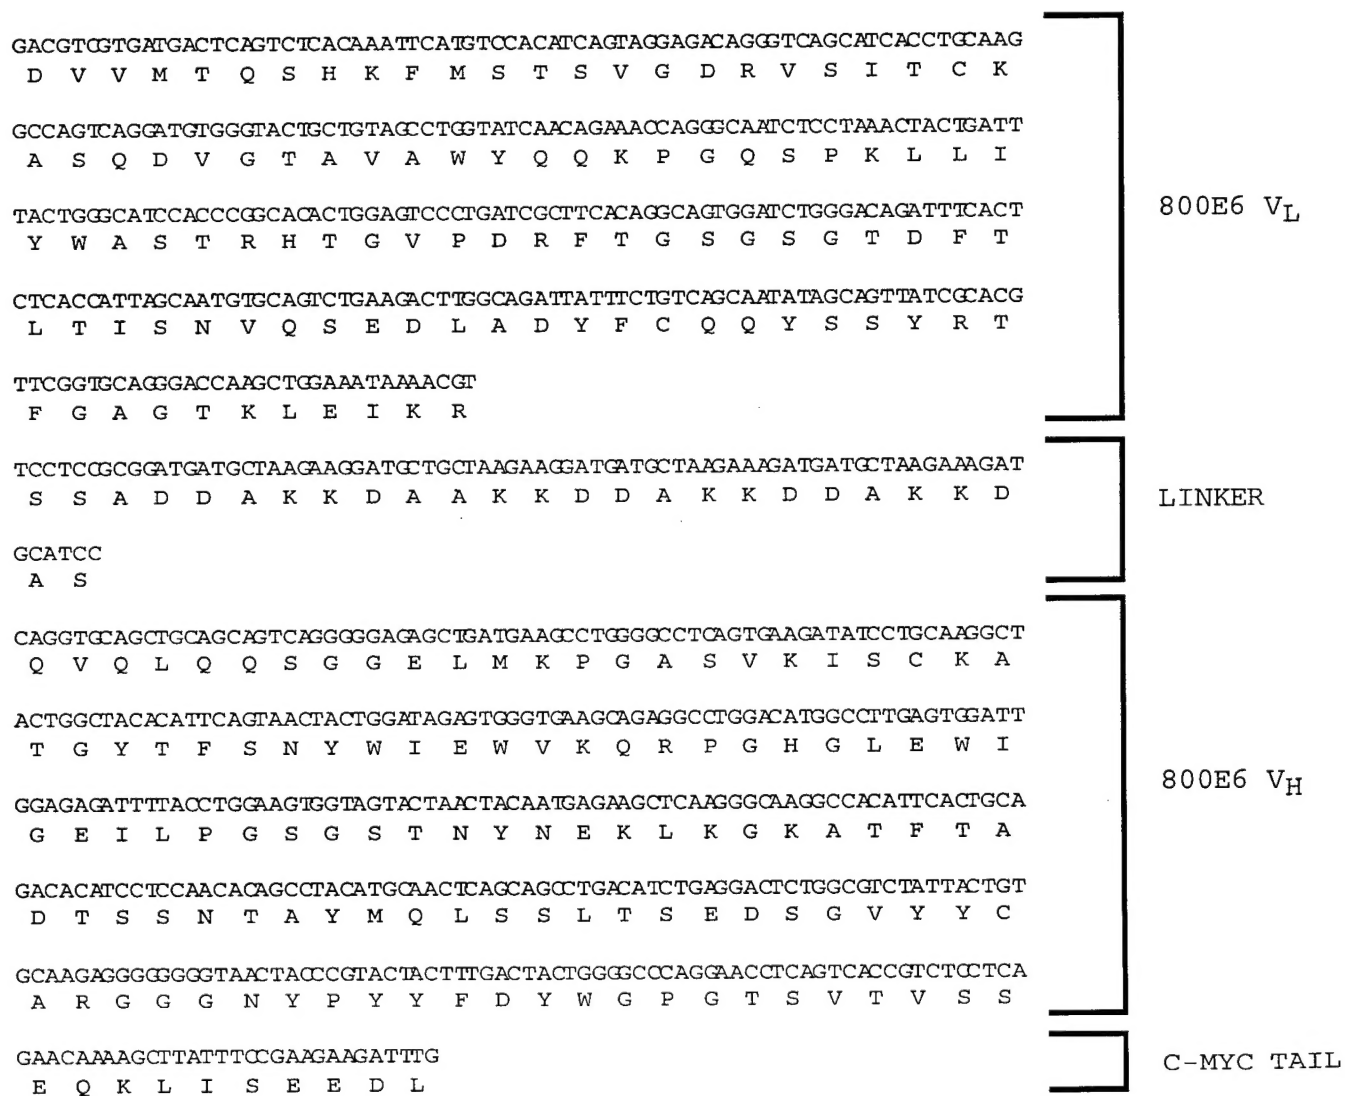 GACGTCGTGATGACTCAGTCTCACAAATTCATGTCCACATCAGTAGGAGACAGGGTCAGCATCACCTGCAAG
D V V M T Q S H K F M S T S V G D R V S I T C K
GCCAGTCAGGATGTGGGTACTGCTGTAGCCTGGTATCAACAGAAACCAGGGCAATCTCCTAAACTACTGATT
A S Q D V G T A V A W Y Q Q K P G Q S P K L L I
TACTGGGCATCCACCCGGCACACTGGAGTCCCTGATCGCTTCACAGGCAGTGGATCTGGGACAGATTTCACT
Y W A S T R H T G V P D R F T G S G S G T D F T
CTCACCATTAGCAATGTGCAGTCTGAAGACTTGGCAGATTATTTCTGTCAGCAATATAGCAGTTATCGCACG
L T I S N V Q S E D L A D Y F C Q Q Y S S Y R T
TTCGGTGCAGGGACCAAGCTGGAAATAAAACGT
F G A G T K L E I K R
800E6 VL
TCCTCCGCGGATGATGCTAAGAAGGATGCTGCTAAGAAGGATGATGCTAAGAAAGATGATGCTAAGAAAGAT
S S A D D A K K D A A K K D D A K K D D A K K D
GCATCC
A S
LINKER
CAGGTGCAGCTGCAGCAGTCAGGGGGAGAGCTGATGAAGCCTGGGGCCTCAGTGAAGATATCCTGCAAGGCT
Q V Q L Q Q S G G E L M K P G A S V K I S C K A
ACTGGCTACACATTCAGTAACTACTGGATAGAGTGGGTGAAGCAGAGGCCTGGACATGGCCTTGAGTGGATT
T G Y T F S N Y W I E W V K Q R P G H G L E W I
GGAGAGATTTTACCTGGAAGTGGTAGTACTAACTACAATGAGAAGCTCAAGGGCAAGGCCACATTCACTGCA
G E I L P G S G S T N Y N E K L K G K A T F T A
GACACATCCTCCAACACAGCCTACATGCAACTCAGCAGCCTGACATCTGAGGACTCTGGCGTCTATTACTGT
D T S S N T A Y M Q L S S L T S E D S G V Y Y C
GCAAGAGGGGGGGGTAACTACCCGTACTACTTTGACTACTGGGGCCCAGGAACCTCAGTCACCGTCTCCTCA
A R G G G N Y P Y Y F D Y W G P G T S V T V S S
800E6 VH
GAACAAAAGCTTATTTCCGAAGAAGATTTG
E Q K L I S E E D L
C-MYC TAIL